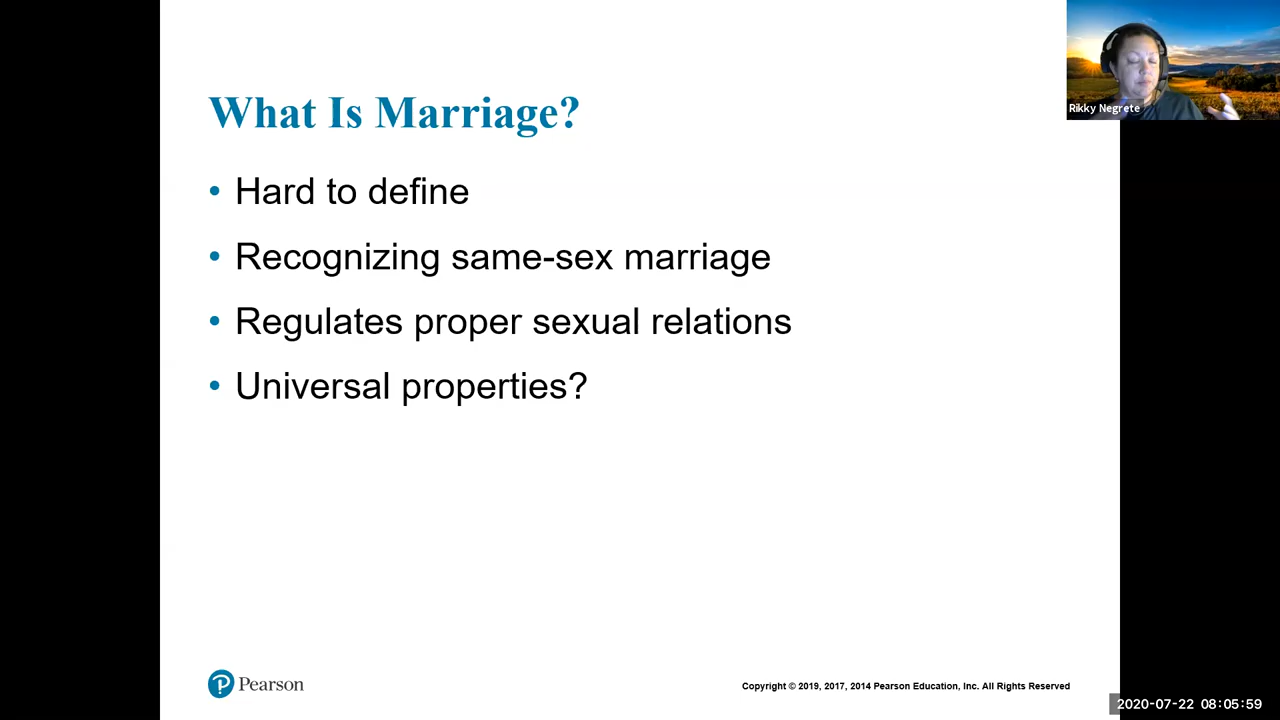 What Is Marriage?
• Hard to define
• Recognizing same-sex marriage
• Regulates proper sexual relations
• Universal properties?
Rikky Negrete
P Pearson
Copyright © 2019, 2017, 2014 Pearson Education, Inc. All Rights Reserved
2020-07-22 08:05:59